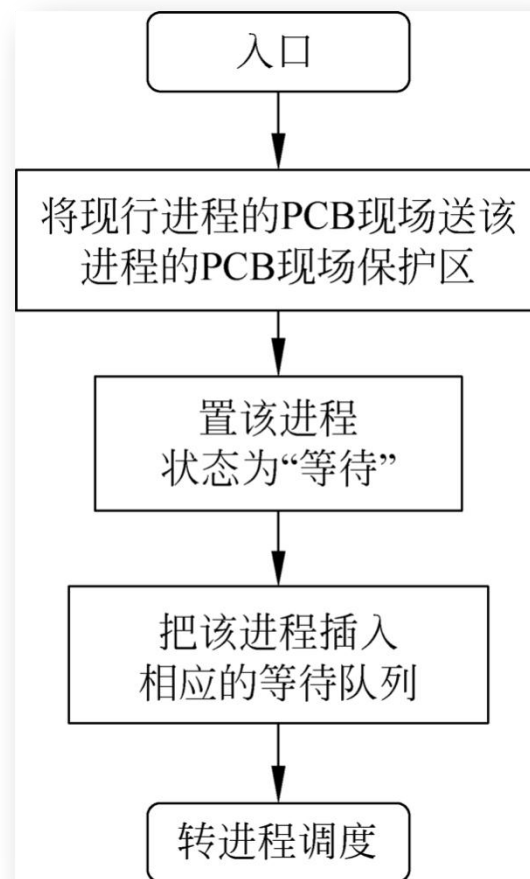 入口
将现行进程的PCB现场送该
进程的PCB现场保护区
置该进程
状态为“等待”
把该进程插入
相应的等待队列
转进程调度